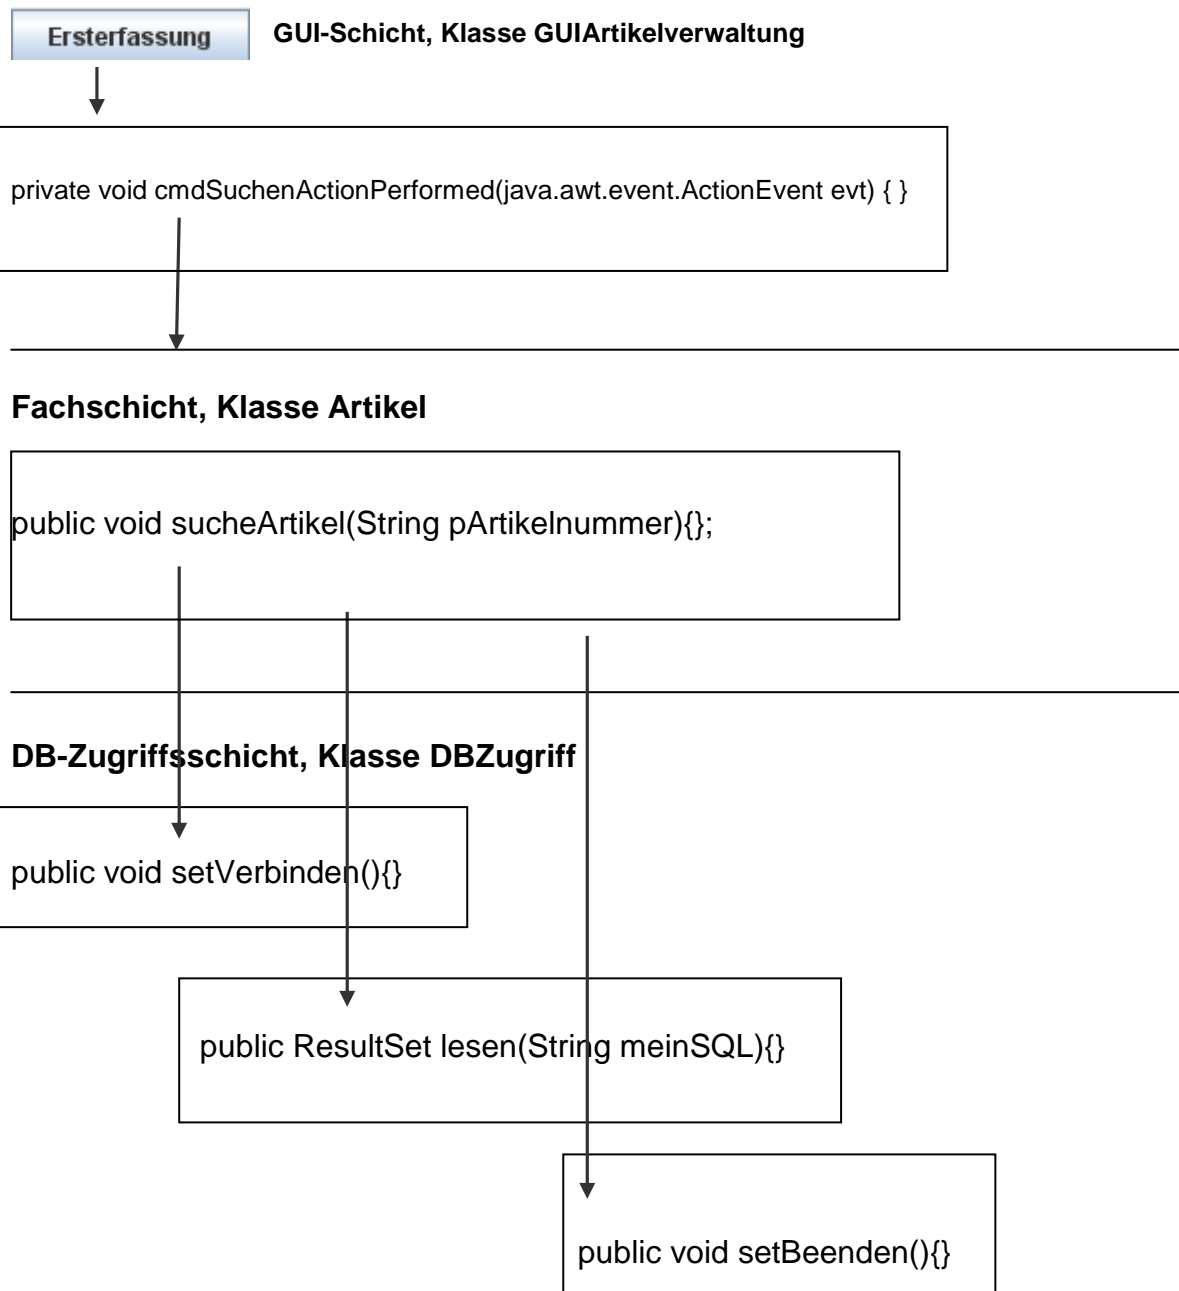 Ersterfassung
GUI-Schicht, Klasse GUIArtikelverwaltung
private void cmdSuchenActionPerformed(java.awt.event.ActionEvent evt) { }
Fachschicht, Klasse Artikel
public void sucheArtikel(String pArtikelnummer){};
DB-Zugriffsschicht, Klasse DBZugriff
public void setVerbinden(){}
public ResultSet lesen(String meinSQL){}
public void setBeenden(){}